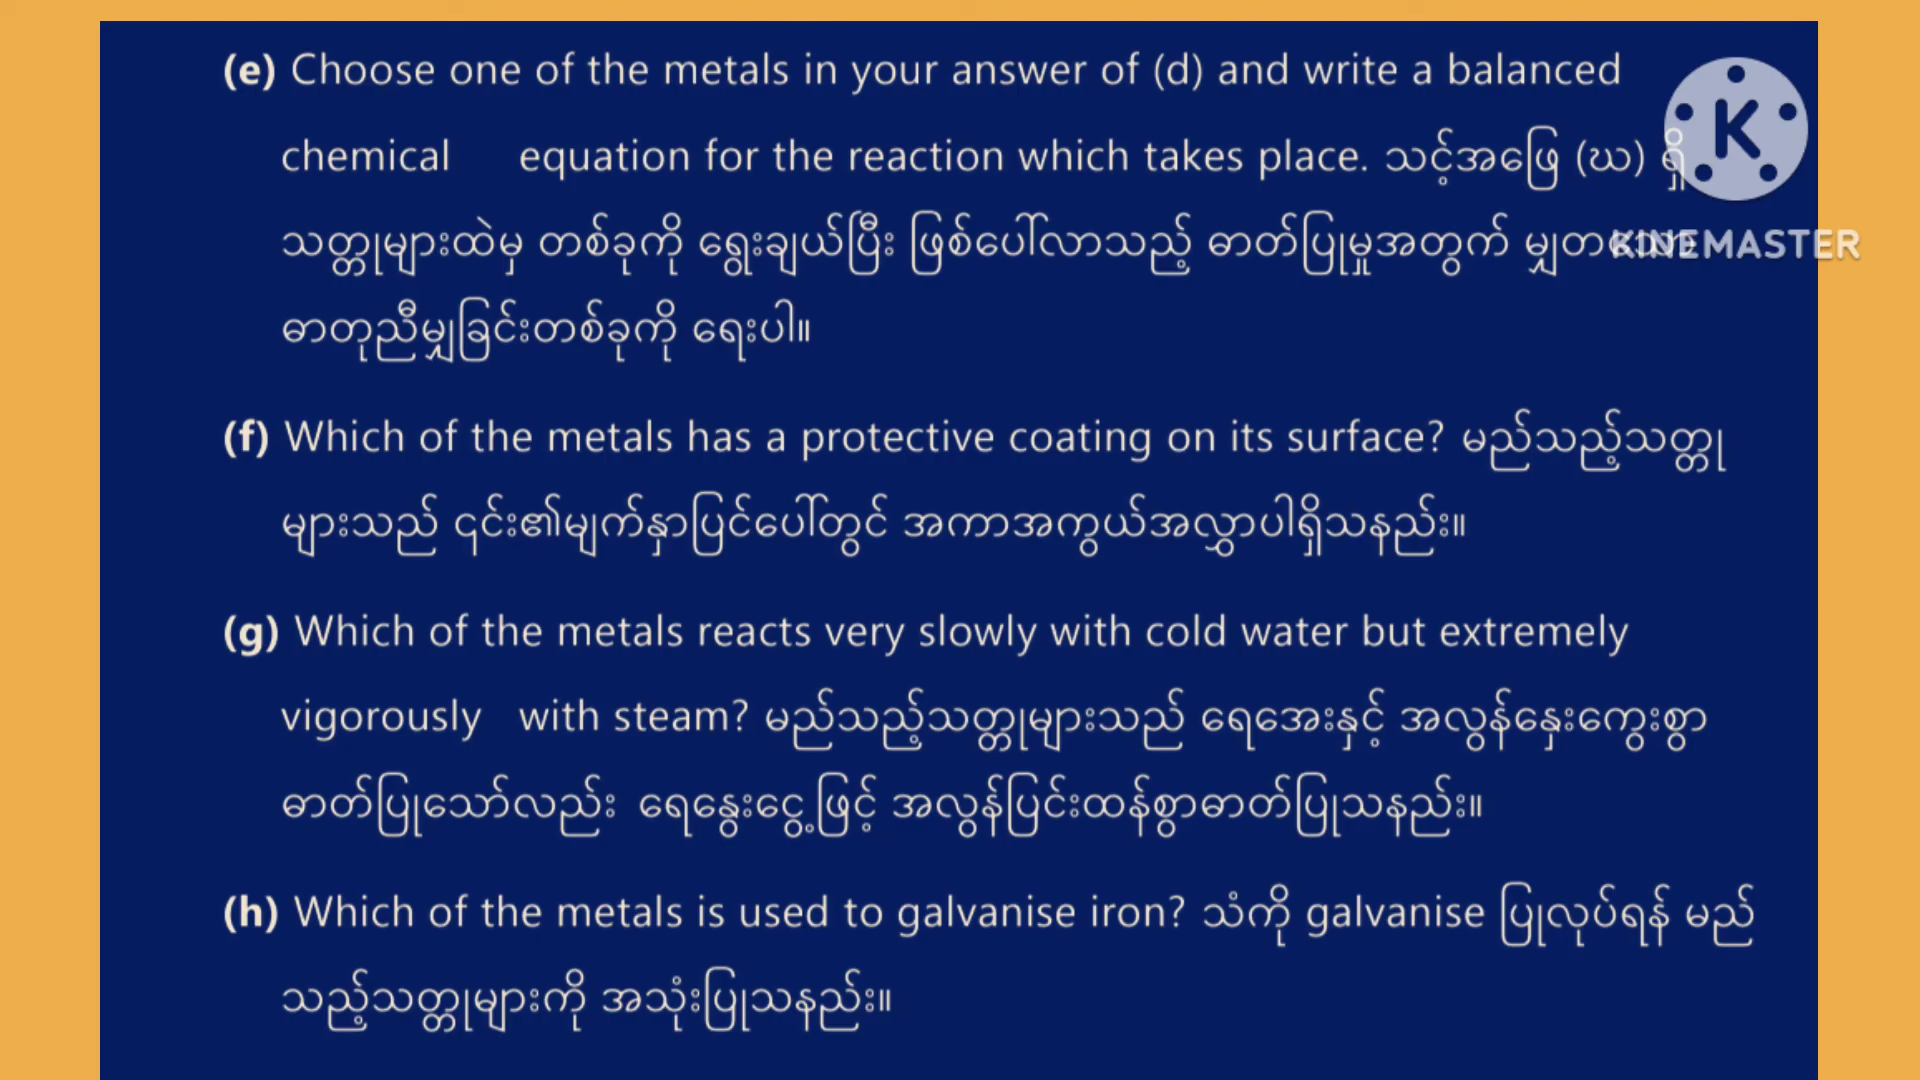 (e) Choose one of the metals in your answer of (d) and write a balanced
chemical equation for the reaction which takes place. သင့်အဖြေ (ဃ) ရှိ
သတ္တုများထဲမှ တစ်ခုကို ရွေးချယ်ပြီး ဖြစ်ပေါ်လာသည့် ဓာတ်ပြုမှုအတွက် မျှတသော
ဓာတုညီမျှခြင်းတစ်ခုကို ရေးပါ။
(f) Which of the metals has a protective coating on its surface? မည်သည့်သတ္တု
များသည် ၎င်း၏မျက်နှာပြင်ပေါ်တွင် အကာအကွယ်အလွှာပါရှိသနည်း။
(g) Which of the metals reacts very slowly with cold water but extremely
vigorously with steam? မည်သည့်သတ္တုများသည် ရေအေးနှင့် အလွန်နှေးကွေးစွာ
ဓာတ်ပြုသော်လည်း ရေနွေးငွေ့ဖြင့် အလွန်ပြင်းထန်စွာဓာတ်ပြုသနည်း။
(h) Which of the metals is used to galvanise iron? သံကို galvanise ပြုလုပ်ရန် မည်
သည့်သတ္တုများကို အသုံးပြုသနည်း။
K
KINEMASTER